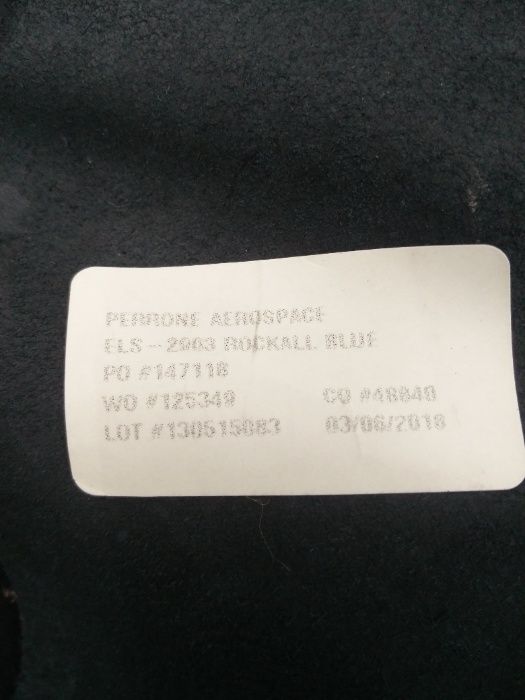 PERRONE AEROSPACE
ELS - 2903 ROCKALL BLUE
PO #147118
WO #125349 CO #48840
LOT #130515083 03/06/2018